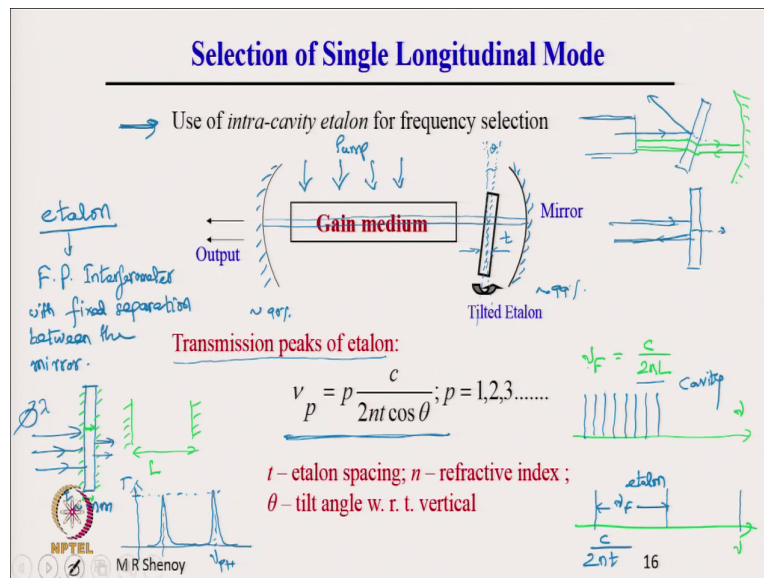 Selection of Single Longitudinal Mode
Use of intra-cavity etalon for frequency selection
Pump
θ
Gain medium
Mirror
t
Output
Tilted Etalon
~90%
~99%
etalon
F.P. Interferometer
with fixed separation
between the
mirror.
Transmission peaks of etalon:
ν_p = p c / 2nt cos θ ; p = 1,2,3.......
t – etalon spacing; n – refractive index ;
θ – tilt angle w. r. t. vertical
ν_F = c / 2nL
cavity
ν
etalon
ν_F
ν
c / 2nt
L
mm
T
ν_p+1
NPTEL
M R Shenoy
16